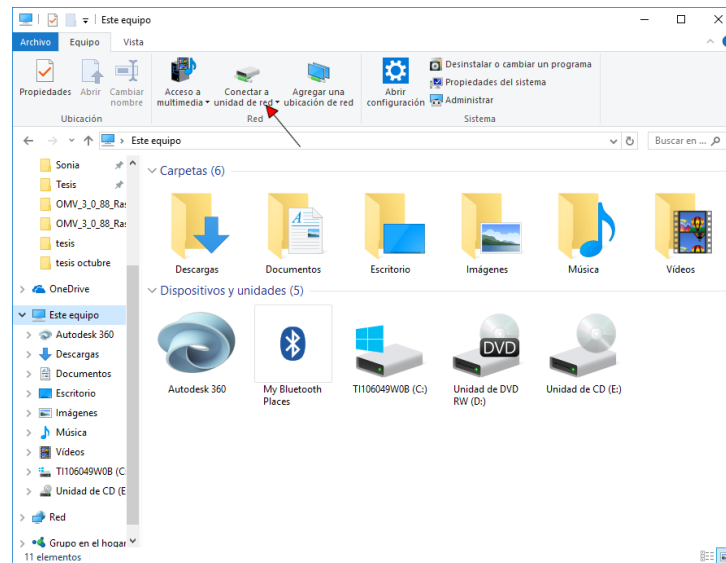 Este equipo
Archivo Equipo Vista
Propiedades Abrir Cambiar nombre
Ubicación
Acceso a multimedia Conectar a unidad de red Agregar una ubicación de red
Red
Abrir configuración
Desinstalar o cambiar un programa
Propiedades del sistema
Administrar
Sistema
Este equipo
Buscar en ...
Sonia
Tesis
OMV_3_0_88_Ras
OMV_3_0_88_Ras
tesis
tesis octubre
OneDrive
Este equipo
Autodesk 360
Descargas
Documentos
Escritorio
Imágenes
Música
Vídeos
TI106049W0B (C:
Unidad de CD (E
Red
Grupo en el hogar
Carpetas (6)
Descargas Documentos Escritorio Imágenes Música Vídeos
Dispositivos y unidades (5)
DVD
Autodesk 360
My Bluetooth
Places
TI106049W0B (C:)
Unidad de DVD
RW (D:)
Unidad de CD (E:)
11 elementos